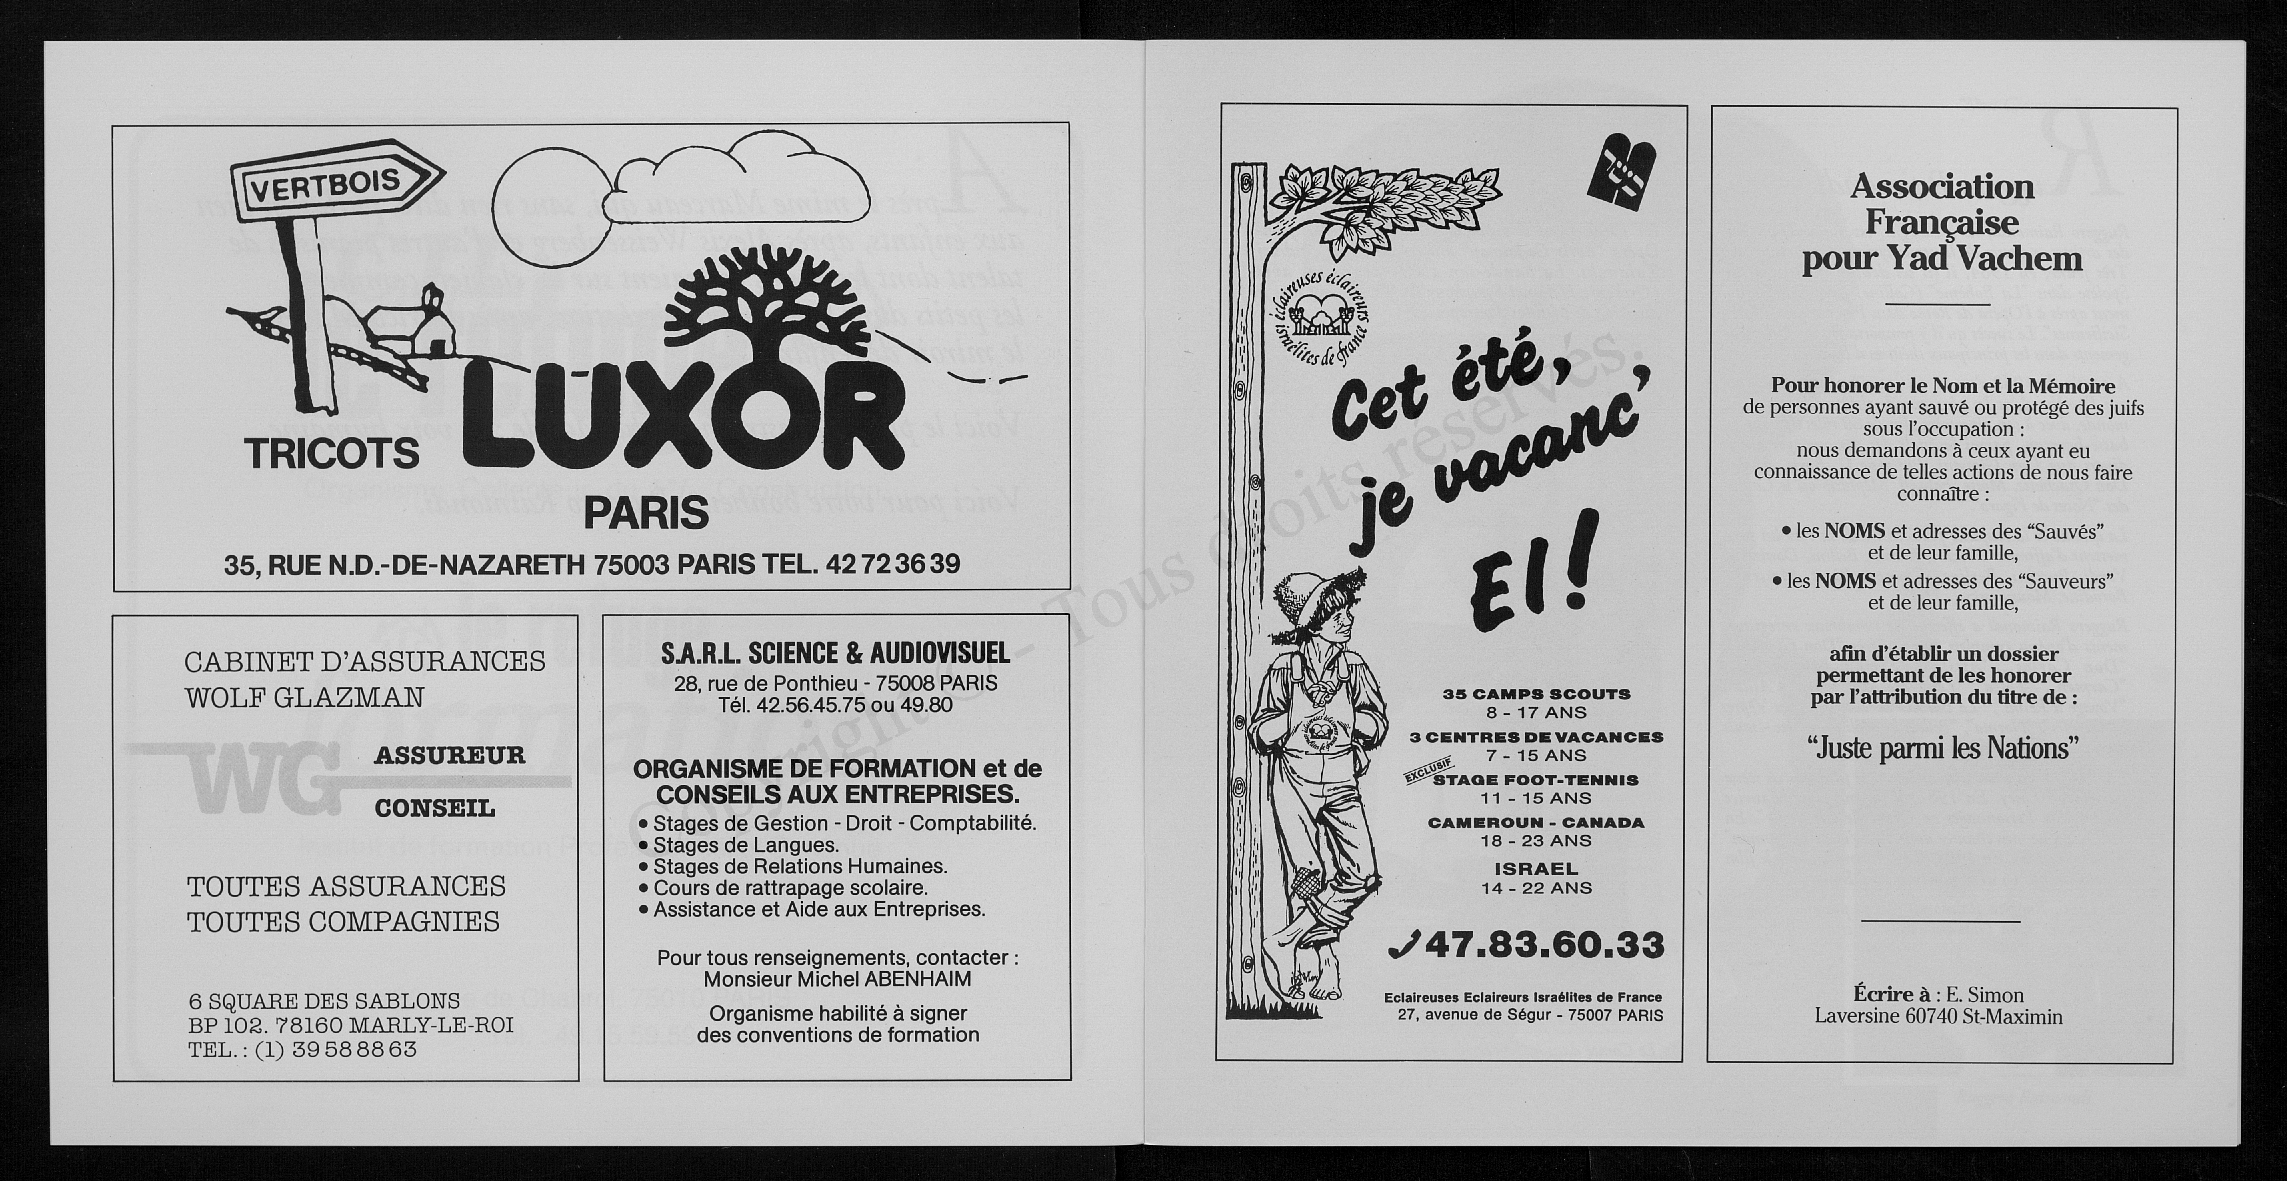 VERTBOIS
TRICOTS
LUXOR
PARIS
35, RUE N.D.-DE-NAZARETH 75003 PARIS TEL. 42 72 36 39
CABINET D'ASSURANCES
WOLF GLAZMAN
WG
ASSUREUR
CONSEIL
TOUTES ASSURANCES
TOUTES COMPAGNIES
6 SQUARE DES SABLONS
BP 102. 78160 MARLY-LE-ROI
TEL. : (1) 39 58 88 63
S.A.R.L. SCIENCE & AUDIOVISUEL
28, rue de Ponthieu - 75008 PARIS
Tél. 42.56.45.75 ou 49.80
ORGANISME DE FORMATION et de
CONSEILS AUX ENTREPRISES.
• Stages de Gestion - Droit - Comptabilité.
• Stages de Langues.
• Stages de Relations Humaines.
• Cours de rattrapage scolaire.
• Assistance et Aide aux Entreprises.
Pour tous renseignements, contacter :
Monsieur Michel ABENHAIM
Organisme habilité à signer
des conventions de formation
éclaireuses éclaireurs israélites de france
Cet été,
je vacanc'
EI!
35 CAMPS SCOUTS
8 - 17 ANS
3 CENTRES DE VACANCES
7 - 15 ANS
EXCLUSIF
STAGE FOOT-TENNIS
11 - 15 ANS
CAMEROUN - CANADA
18 - 23 ANS
ISRAEL
14 - 22 ANS
47.83.60.33
Eclaireuses Eclaireurs Israélites de France
27, avenue de Ségur - 75007 PARIS
Association
Française
pour Yad Vachem
Pour honorer le Nom et la Mémoire
de personnes ayant sauvé ou protégé des juifs
sous l'occupation :
nous demandons à ceux ayant eu
connaissance de telles actions de nous faire
connaître :
• les NOMS et adresses des “Sauvés”
et de leur famille,
• les NOMS et adresses des “Sauveurs”
et de leur famille,
afin d'établir un dossier
permettant de les honorer
par l'attribution du titre de :
“Juste parmi les Nations”
Écrire à : E. Simon
Laversine 60740 St-Maximin
Copyright © - Tous droits réservés.